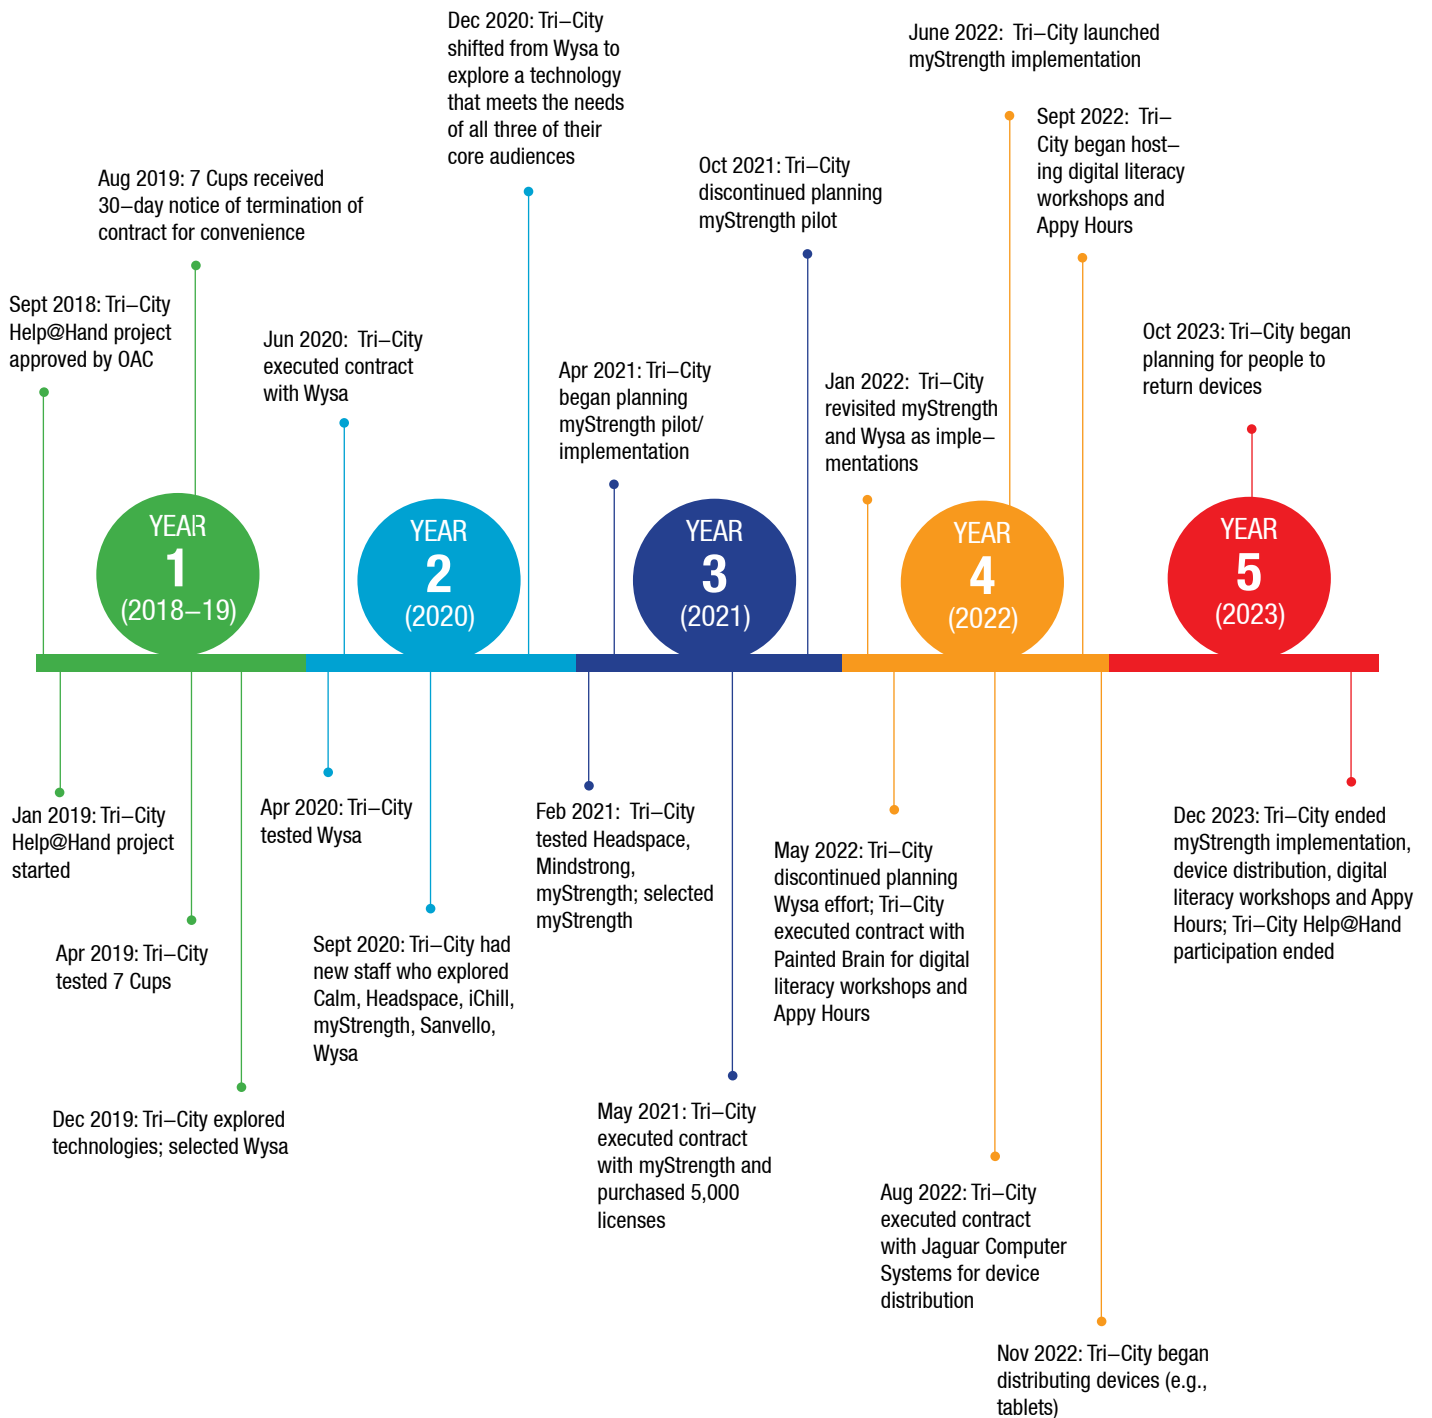 Dec 2020: Tri–City
shifted from Wysa to
explore a technology
that meets the needs
of all three of their
core audiences
June 2022:  Tri–City launched
myStrength implementation
Sept 2022:  Tri–
City began host–
ing digital literacy
workshops and
Appy Hours
Oct 2021: Tri–City
discontinued planning
myStrength pilot
Aug 2019: 7 Cups received
30–day notice of termination of
contract for convenience
Sept 2018: Tri–City
Help@Hand project
approved by OAC
Jun 2020:  Tri–City
executed contract
with Wysa
Apr 2021: Tri–City
began planning
myStrength pilot/
implementation
Jan 2022:  Tri–City
revisited myStrength
and Wysa as imple–
mentations
Oct 2023: Tri–City began
planning for people to
return devices
YEAR
1
(2018–19)
YEAR
2
(2020)
YEAR
3
(2021)
YEAR
4
(2022)
YEAR
5
(2023)
Jan 2019: Tri–City
Help@Hand project
started
Apr 2019: Tri–City
tested 7 Cups
Dec 2019: Tri–City explored
technologies; selected Wysa
Apr 2020: Tri–City
tested Wysa
Sept 2020: Tri–City had
new staff who explored
Calm, Headspace, iChill,
myStrength, Sanvello,
Wysa
Feb 2021:  Tri–City
tested Headspace,
Mindstrong,
myStrength; selected
myStrength
May 2021: Tri–City
executed contract
with myStrength and
purchased 5,000
licenses
May 2022: Tri–City
discontinued planning
Wysa effort; Tri–City
executed contract with
Painted Brain for digital
literacy workshops and
Appy Hours
Aug 2022: Tri–City
executed contract
with Jaguar Computer
Systems for device
distribution
Nov 2022: Tri–City began
distributing devices (e.g.,
tablets)
Dec 2023: Tri–City ended
myStrength implementation,
device distribution, digital
literacy workshops and Appy
Hours; Tri–City Help@Hand
participation ended